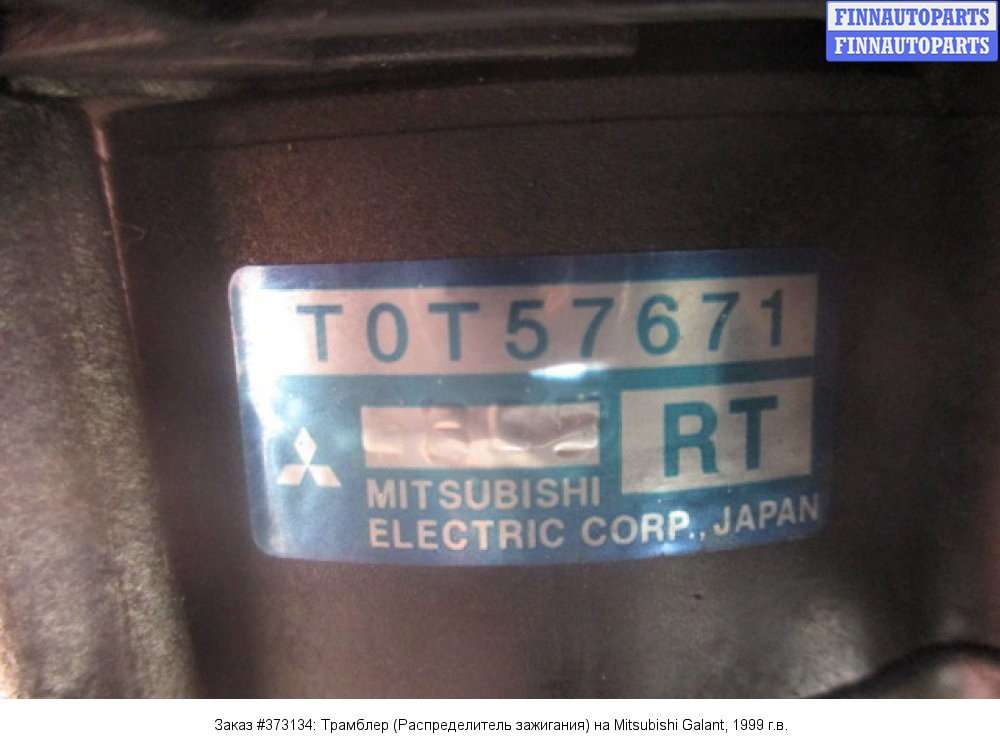 FINNAUTOPARTS
FINNAUTOPARTS
T0T57671
RT
MITSUBISHI
ELECTRIC CORP., JAPAN
Заказ #373134: Трамблер (Распределитель зажигания) на Mitsubishi Galant, 1999 г.в.